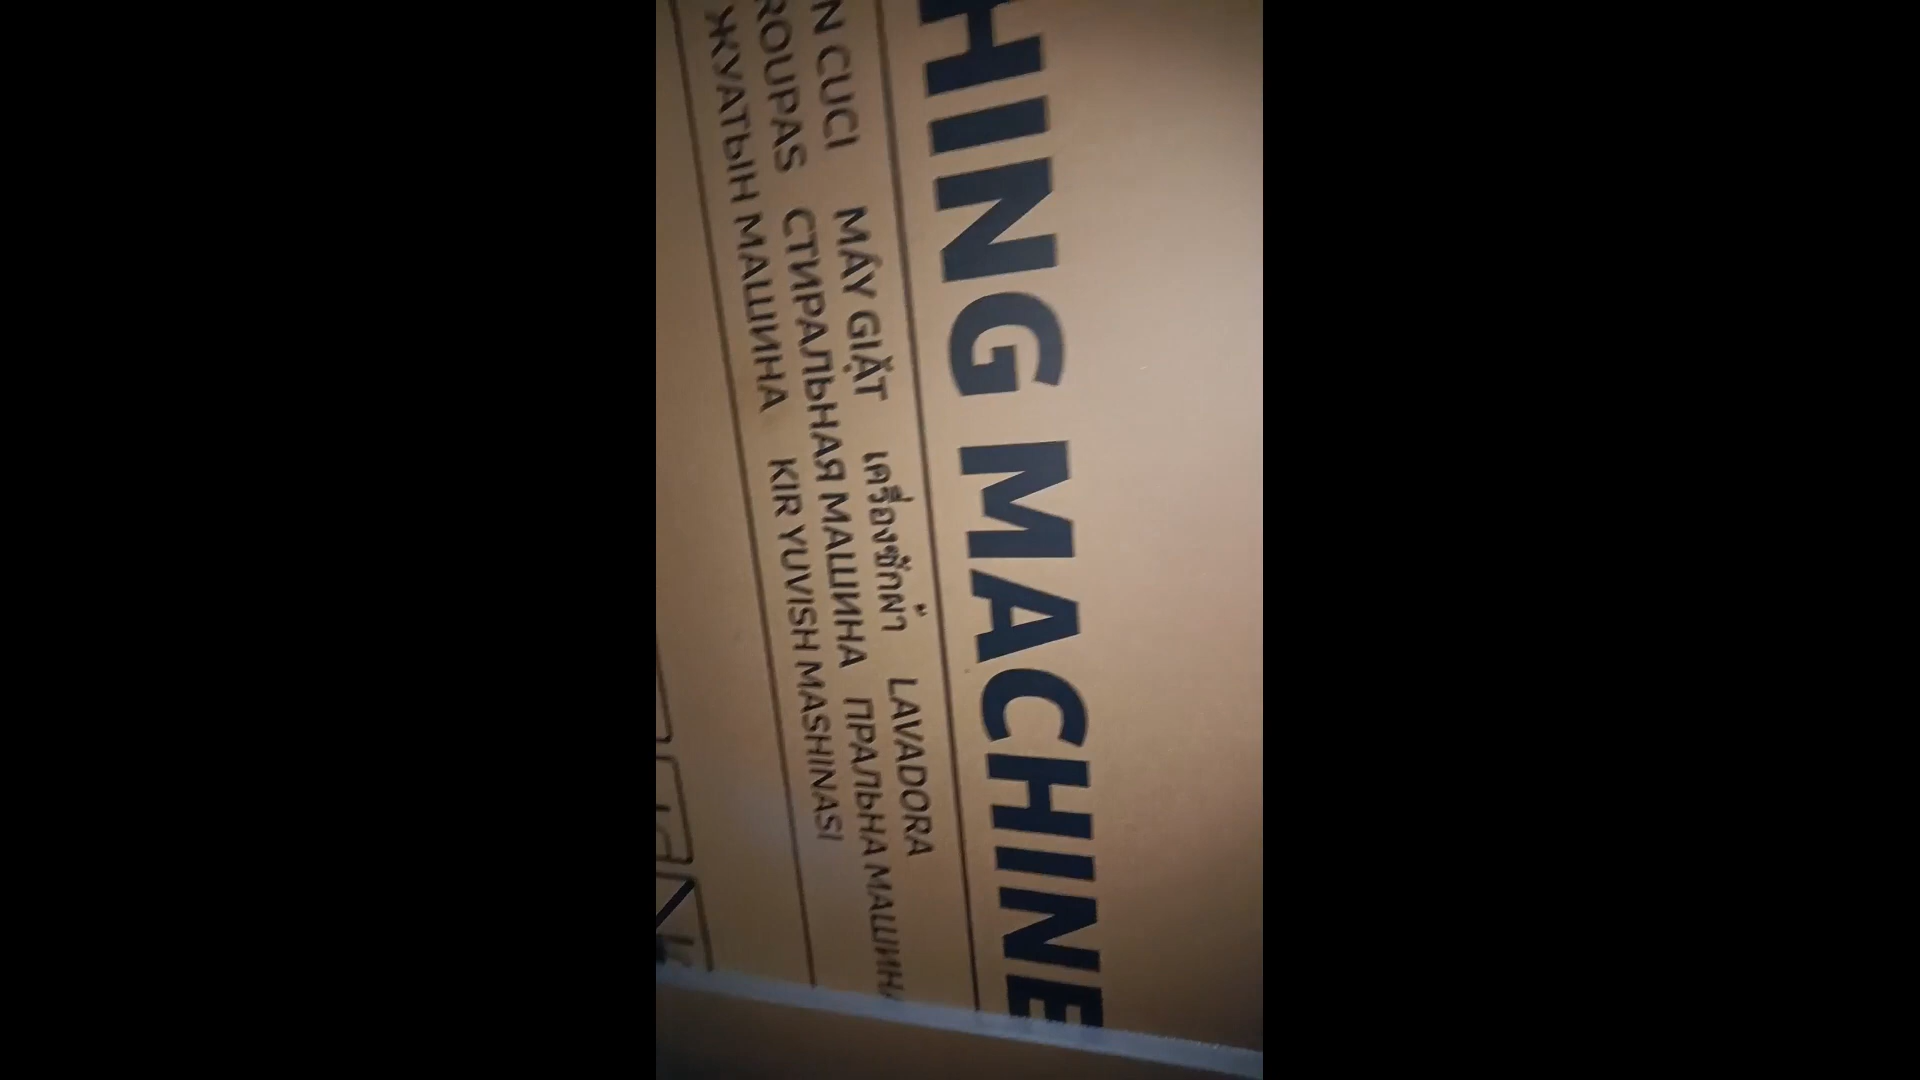 HING MACHINE
N CUCI MÁY GIẶT เครื่องซักผ้า LAVADORA
ROUPAS СТИРАЛЬНАЯ МАШИНА ПРАЛЬНА МАШИНА
ЖУАТЫН МАШИНА KIR YUVISH MASHINASI